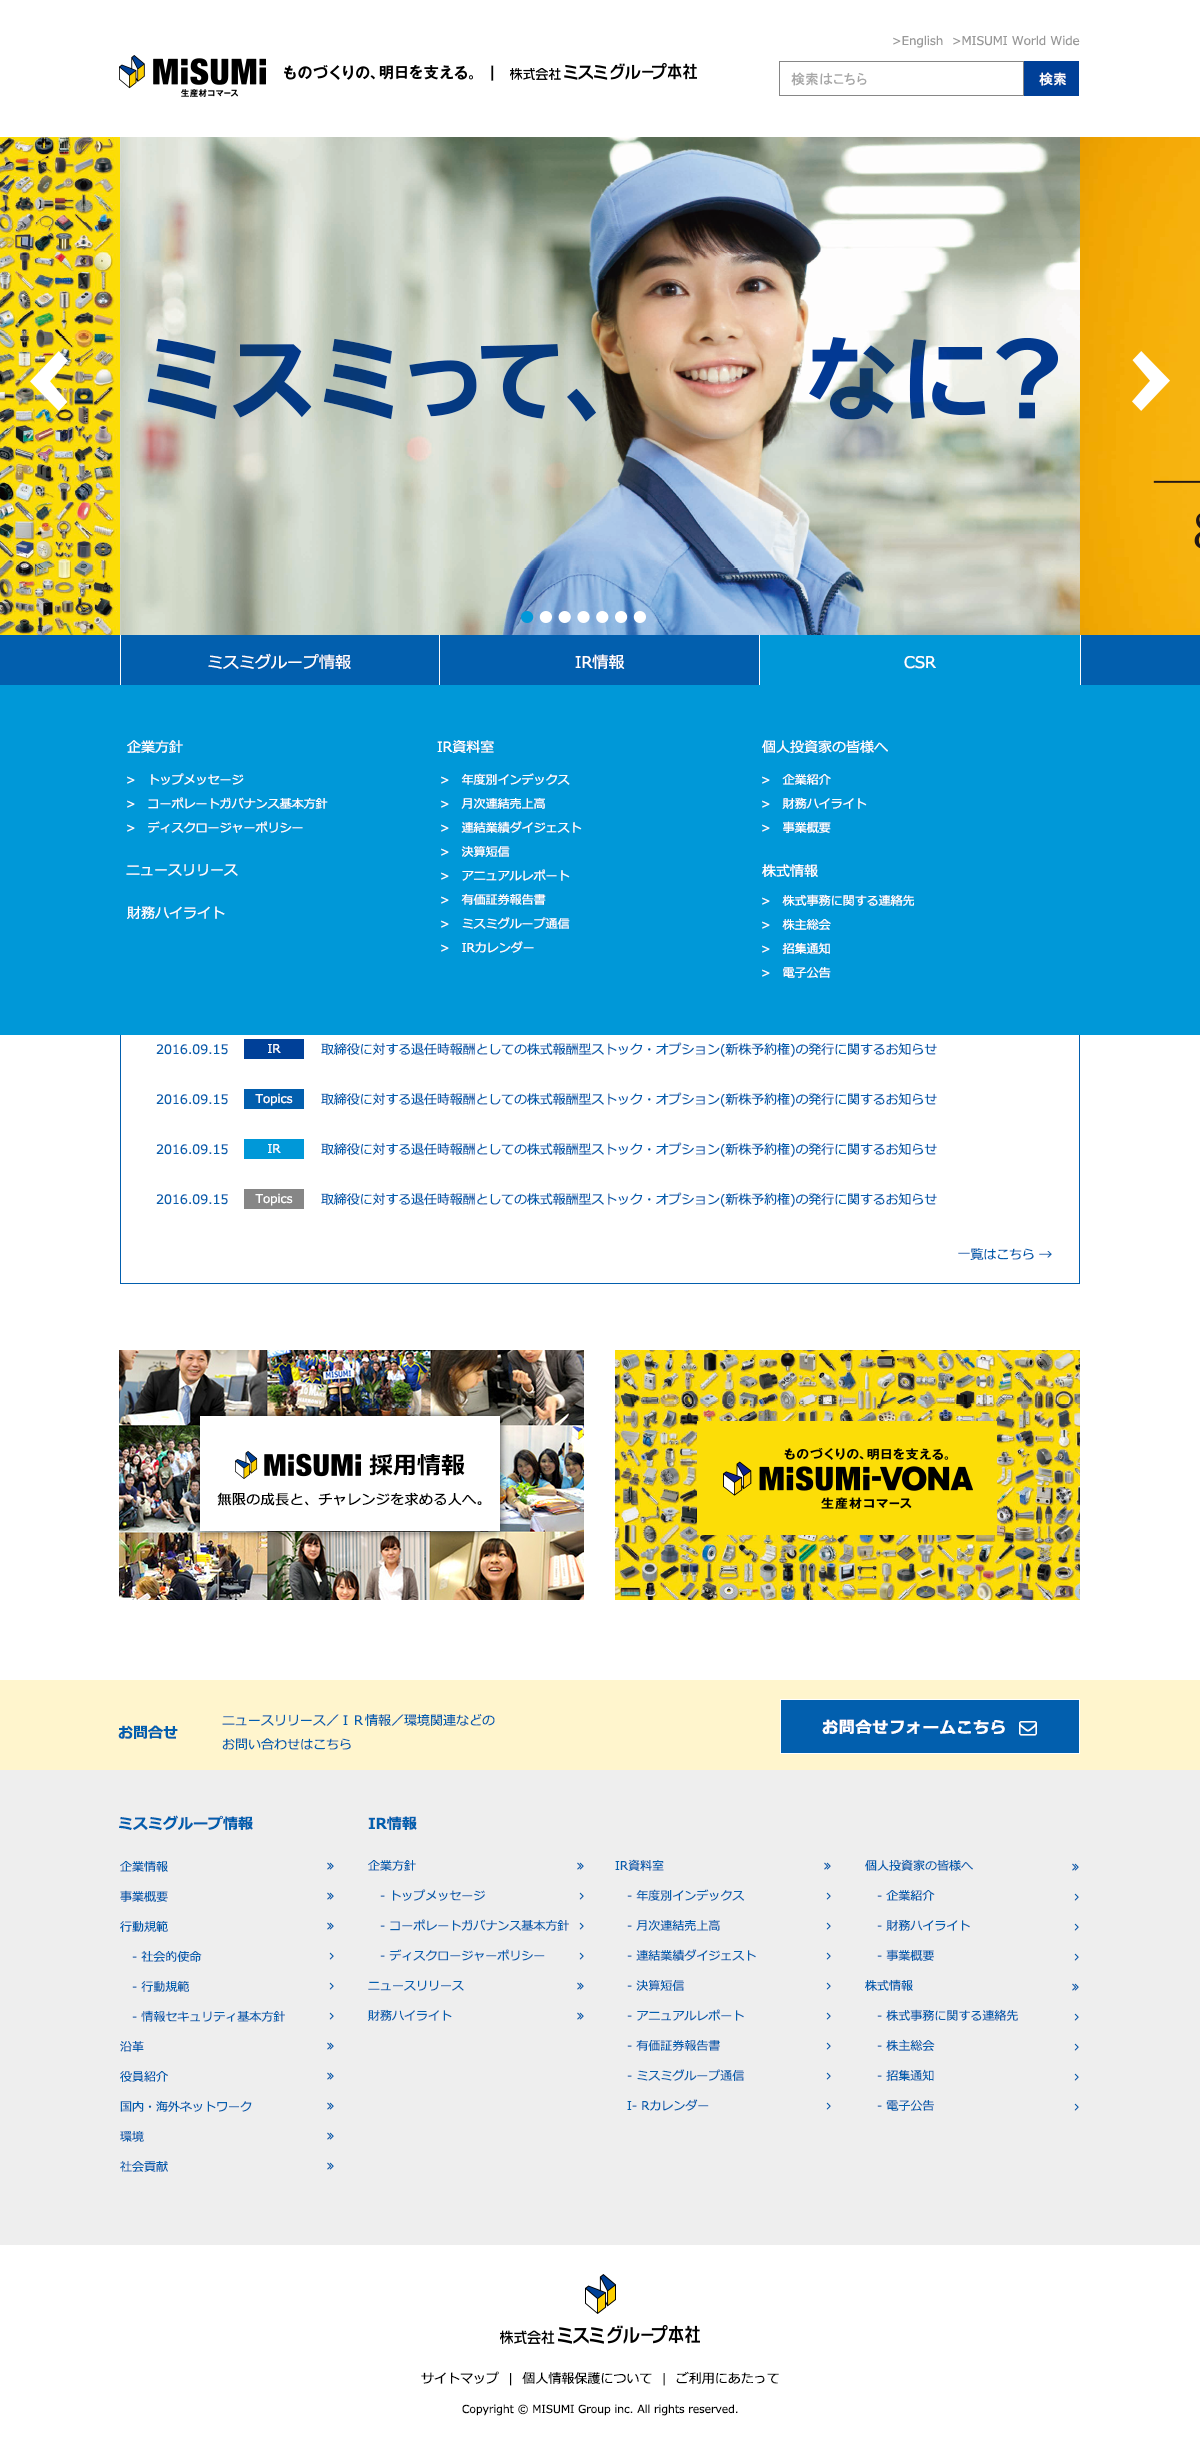 >English >MISUMI World Wide
MiSUMi
生産材コマース
ものづくりの、明日を支える。 | 株式会社ミスミグループ本社
検索はこちら
検索
ミスミって、なに?
ミスミグループ情報
IR情報
CSR
企業方針
> トップメッセージ
> コーポレートガバナンス基本方針
> ディスクロージャーポリシー
ニュースリリース
財務ハイライト
IR資料室
> 年度別インデックス
> 月次連結売上高
> 連結業績ダイジェスト
> 決算短信
> アニュアルレポート
> 有価証券報告書
> ミスミグループ通信
> IRカレンダー
個人投資家の皆様へ
> 企業紹介
> 財務ハイライト
> 事業概要
株式情報
> 株式事務に関する連絡先
> 株主総会
> 招集通知
> 電子公告
2016.09.15 IR 取締役に対する退任時報酬としての株式報酬型ストック・オプション(新株予約権)の発行に関するお知らせ
2016.09.15 Topics 取締役に対する退任時報酬としての株式報酬型ストック・オプション(新株予約権)の発行に関するお知らせ
2016.09.15 IR 取締役に対する退任時報酬としての株式報酬型ストック・オプション(新株予約権)の発行に関するお知らせ
2016.09.15 Topics 取締役に対する退任時報酬としての株式報酬型ストック・オプション(新株予約権)の発行に関するお知らせ
一覧はこちら →
MISUMI
MiSUMi 採用情報
無限の成長と、チャレンジを求める人へ。
ものづくりの、明日を支える。
MiSUMi-VONA
生産材コマース
お問合せ
ニュースリリース／ＩＲ情報／環境関連などの
お問い合わせはこちら
お問合せフォームこちら
ミスミグループ情報
企業情報
事業概要
行動規範
- 社会的使命
- 行動規範
- 情報セキュリティ基本方針
沿革
役員紹介
国内・海外ネットワーク
環境
社会貢献
IR情報
企業方針
- トップメッセージ
- コーポレートガバナンス基本方針
- ディスクロージャーポリシー
ニュースリリース
財務ハイライト
IR資料室
- 年度別インデックス
- 月次連結売上高
- 連結業績ダイジェスト
- 決算短信
- アニュアルレポート
- 有価証券報告書
- ミスミグループ通信
I- Rカレンダー
個人投資家の皆様へ
- 企業紹介
- 財務ハイライト
- 事業概要
株式情報
- 株式事務に関する連絡先
- 株主総会
- 招集通知
- 電子公告
株式会社ミスミグループ本社
サイトマップ | 個人情報保護について | ご利用にあたって
Copyright © MISUMI Group inc. All rights reserved.